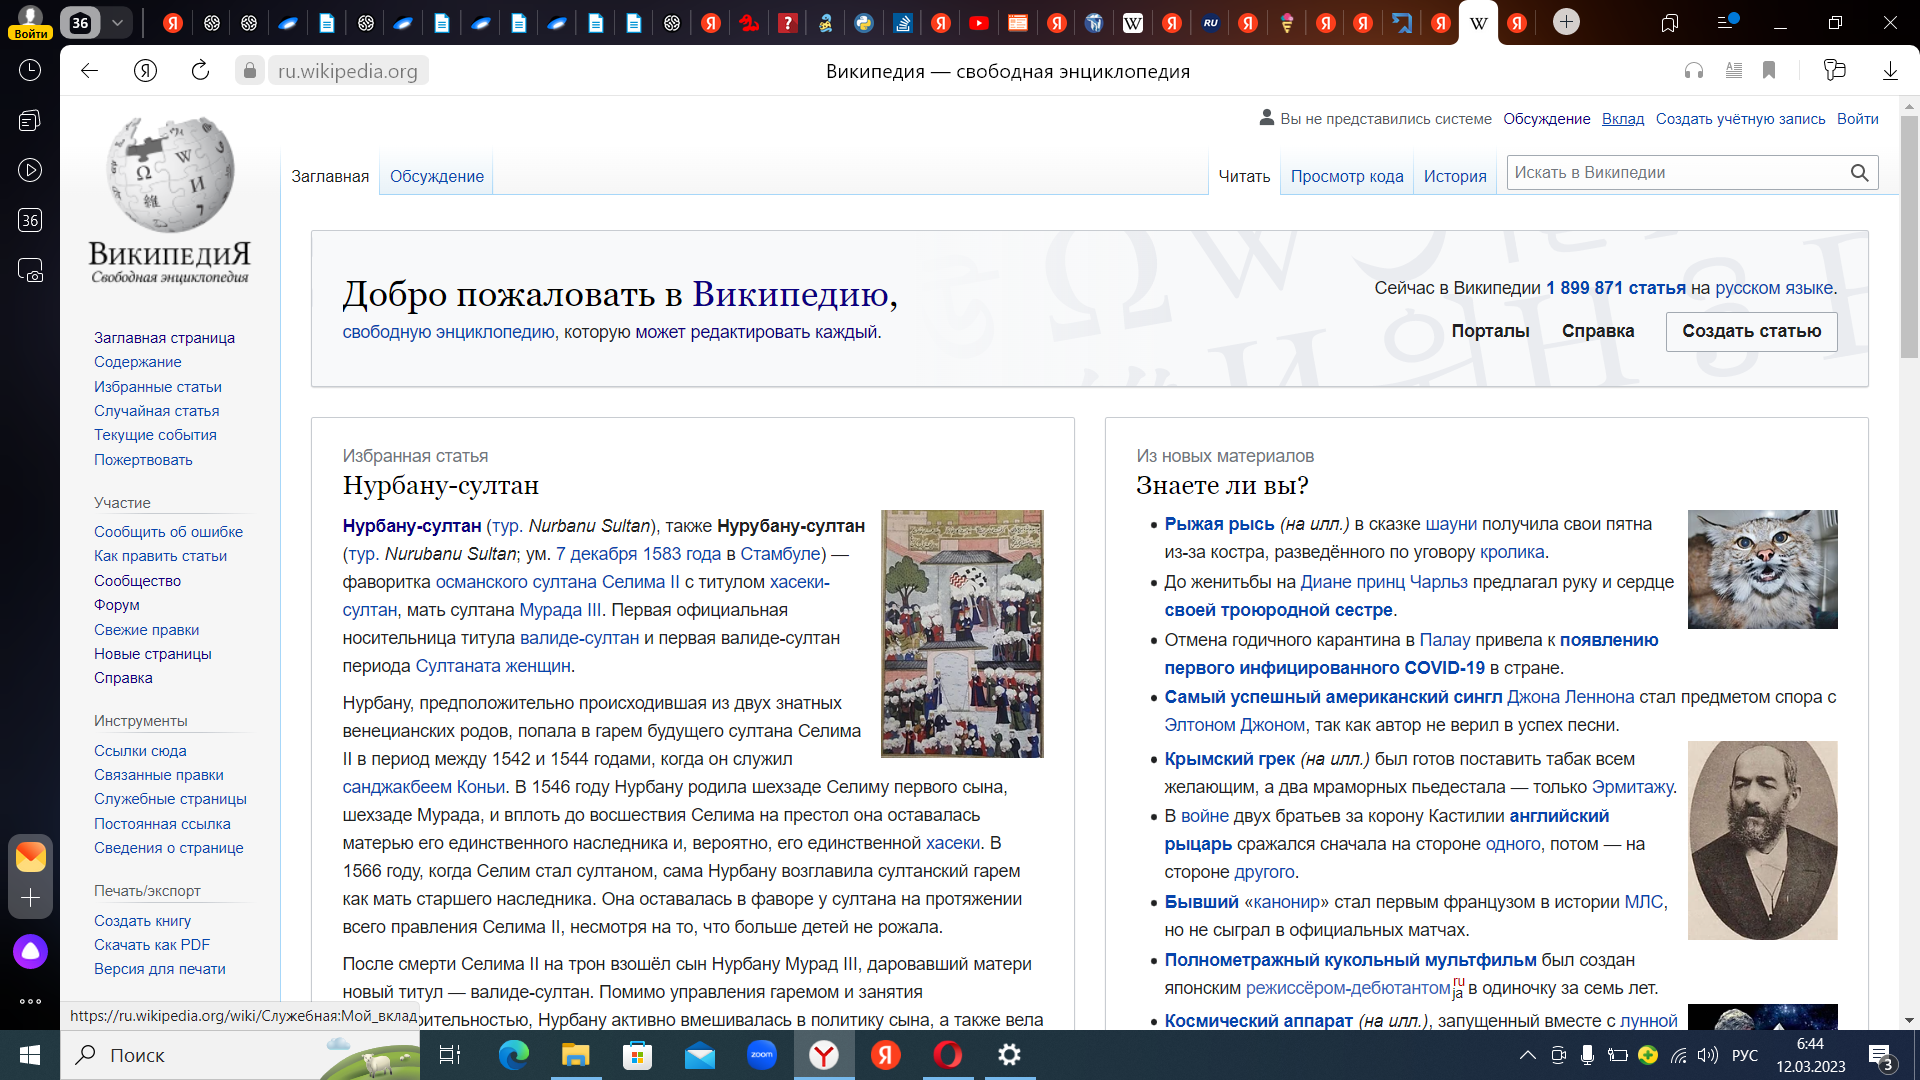 Войти
36
ru.wikipedia.org
Википедия — свободная энциклопедия
36
Вы не представились системе Обсуждение Вклад Создать учётную запись Войти
Википедия
Свободная энциклопедия
Заглавная Обсуждение Читать Просмотр кода История Искать в Википедии
Заглавная страница
Содержание
Избранные статьи
Случайная статья
Текущие события
Пожертвовать
Участие
Сообщить об ошибке
Как править статьи
Сообщество
Форум
Свежие правки
Новые страницы
Справка
Инструменты
Ссылки сюда
Связанные правки
Служебные страницы
Постоянная ссылка
Сведения о странице
Печать/экспорт
Создать книгу
Скачать как PDF
Версия для печати
Добро пожаловать в Википедию,
свободную энциклопедию, которую может редактировать каждый.
Сейчас в Википедии 1 899 871 статья на русском языке.
Порталы Справка Создать статью
Избранная статья
Нурбану-султан
Нурбану-султан (тур. Nurbanu Sultan), также Нурубану-султан
(тур. Nurubanu Sultan; ум. 7 декабря 1583 года в Стамбуле) —
фаворитка османского султана Селима II с титулом хасеки-
султан, мать султана Мурада III. Первая официальная
носительница титула валиде-султан и первая валиде-султан
периода Султаната женщин.
Нурбану, предположительно происходившая из двух знатных
венецианских родов, попала в гарем будущего султана Селима
II в период между 1542 и 1544 годами, когда он служил
санджакбеем Коньи. В 1546 году Нурбану родила шехзаде Селиму первого сына,
шехзаде Мурада, и вплоть до восшествия Селима на престол она оставалась
матерью его единственного наследника и, вероятно, его единственной хасеки. В
1566 году, когда Селим стал султаном, сама Нурбану возглавила султанский гарем
как мать старшего наследника. Она оставалась в фаворе у султана на протяжении
всего правления Селима II, несмотря на то, что больше детей не рожала.
После смерти Селима II на трон взошёл сын Нурбану Мурад III, даровавший матери
новый титул — валиде-султан. Помимо управления гаремом и занятия
рительностью, Нурбану активно вмешивалась в политику сына, а также вела
Из новых материалов
Знаете ли вы?
Рыжая рысь (на илл.) в сказке шауни получила свои пятна
из-за костра, разведённого по уговору кролика.
До женитьбы на Диане принц Чарльз предлагал руку и сердце
своей троюродной сестре.
Отмена годичного карантина в Палау привела к появлению
первого инфицированного COVID-19 в стране.
Самый успешный американский сингл Джона Леннона стал предметом спора с
Элтоном Джоном, так как автор не верил в успех песни.
Крымский грек (на илл.) был готов поставить табак всем
желающим, а два мраморных пьедестала — только Эрмитажу.
В войне двух братьев за корону Кастилии английский
рыцарь сражался сначала на стороне одного, потом — на
стороне другого.
Бывший «канонир» стал первым французом в истории МЛС,
но не сыграл в официальных матчах.
Полнометражный кукольный мультфильм был создан
японским режиссёром-дебютантом ru ja в одиночку за семь лет.
Космический аппарат (на илл.), запущенный вместе с лунной
https://ru.wikipedia.org/wiki/Служебная:Мой_вклад
Поиск
zoom
РУС
6:44
12.03.2023
3